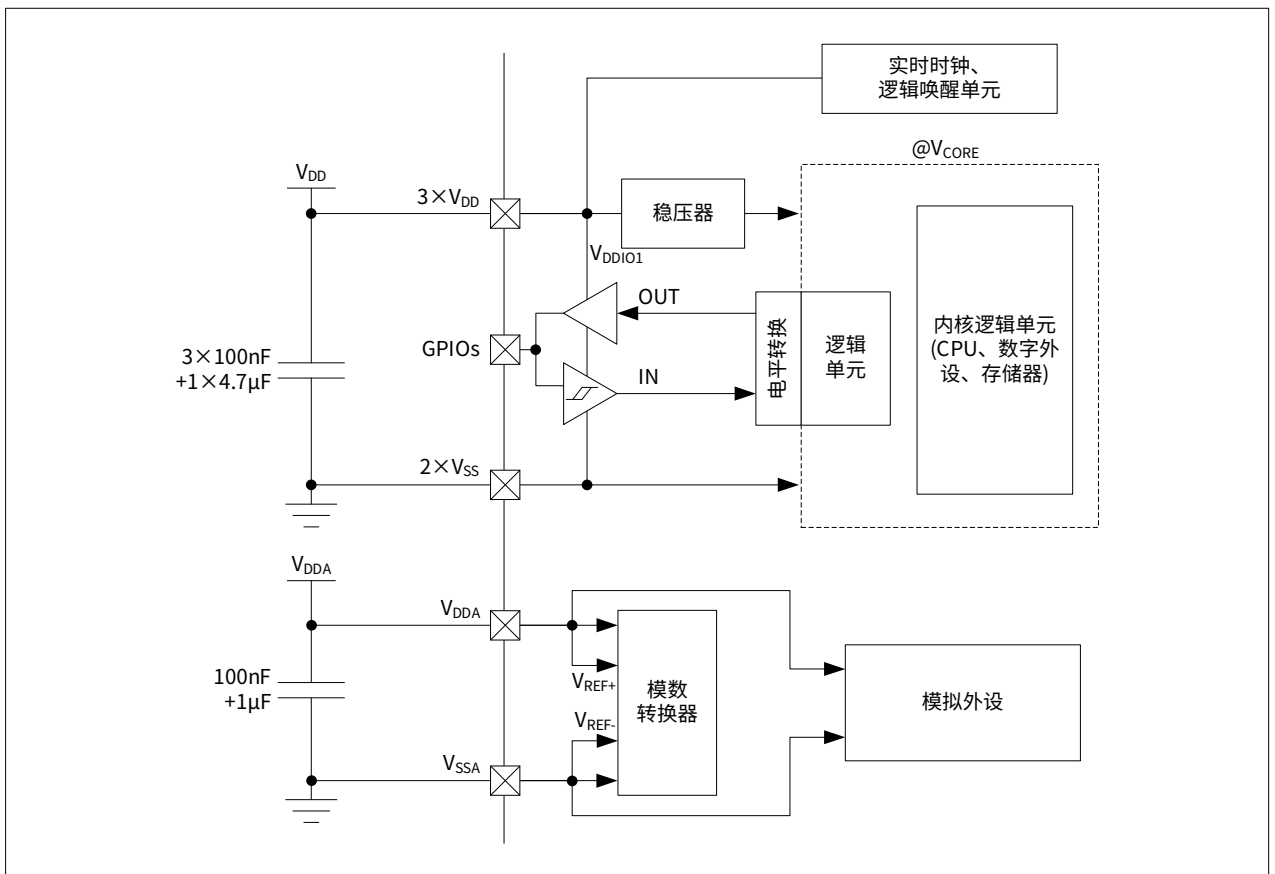 实时时钟、
逻辑唤醒单元
@VCORE
VDD
3×VDD
稳压器
VDDIO1
OUT
GPIOs
电平转换
逻辑
单元
内核逻辑单元
(CPU、数字外
设、存储器)
3×100nF
+1×4.7μF
IN
2×VSS
VDDA
VDDA
100nF
+1μF
VREF+
模数
转换器
VREF-
模拟外设
VSSA